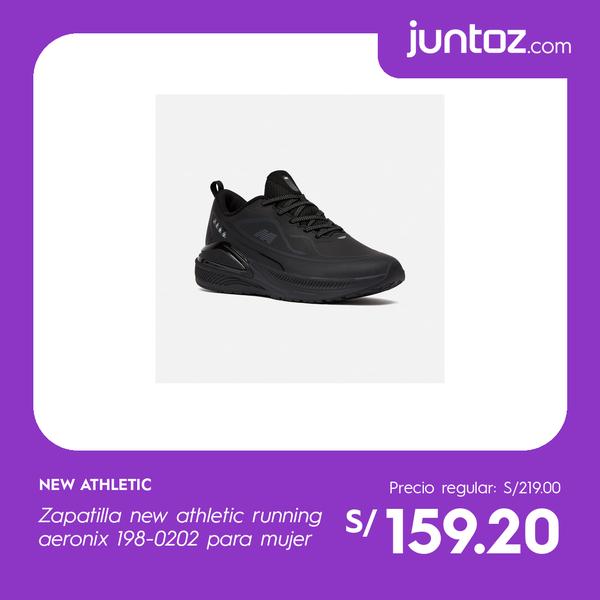 juntoz.com
NEW ATHLETIC
Zapatilla new athletic running
aeronix 198-0202 para mujer
Precio regular: S/219.00
S/159.20